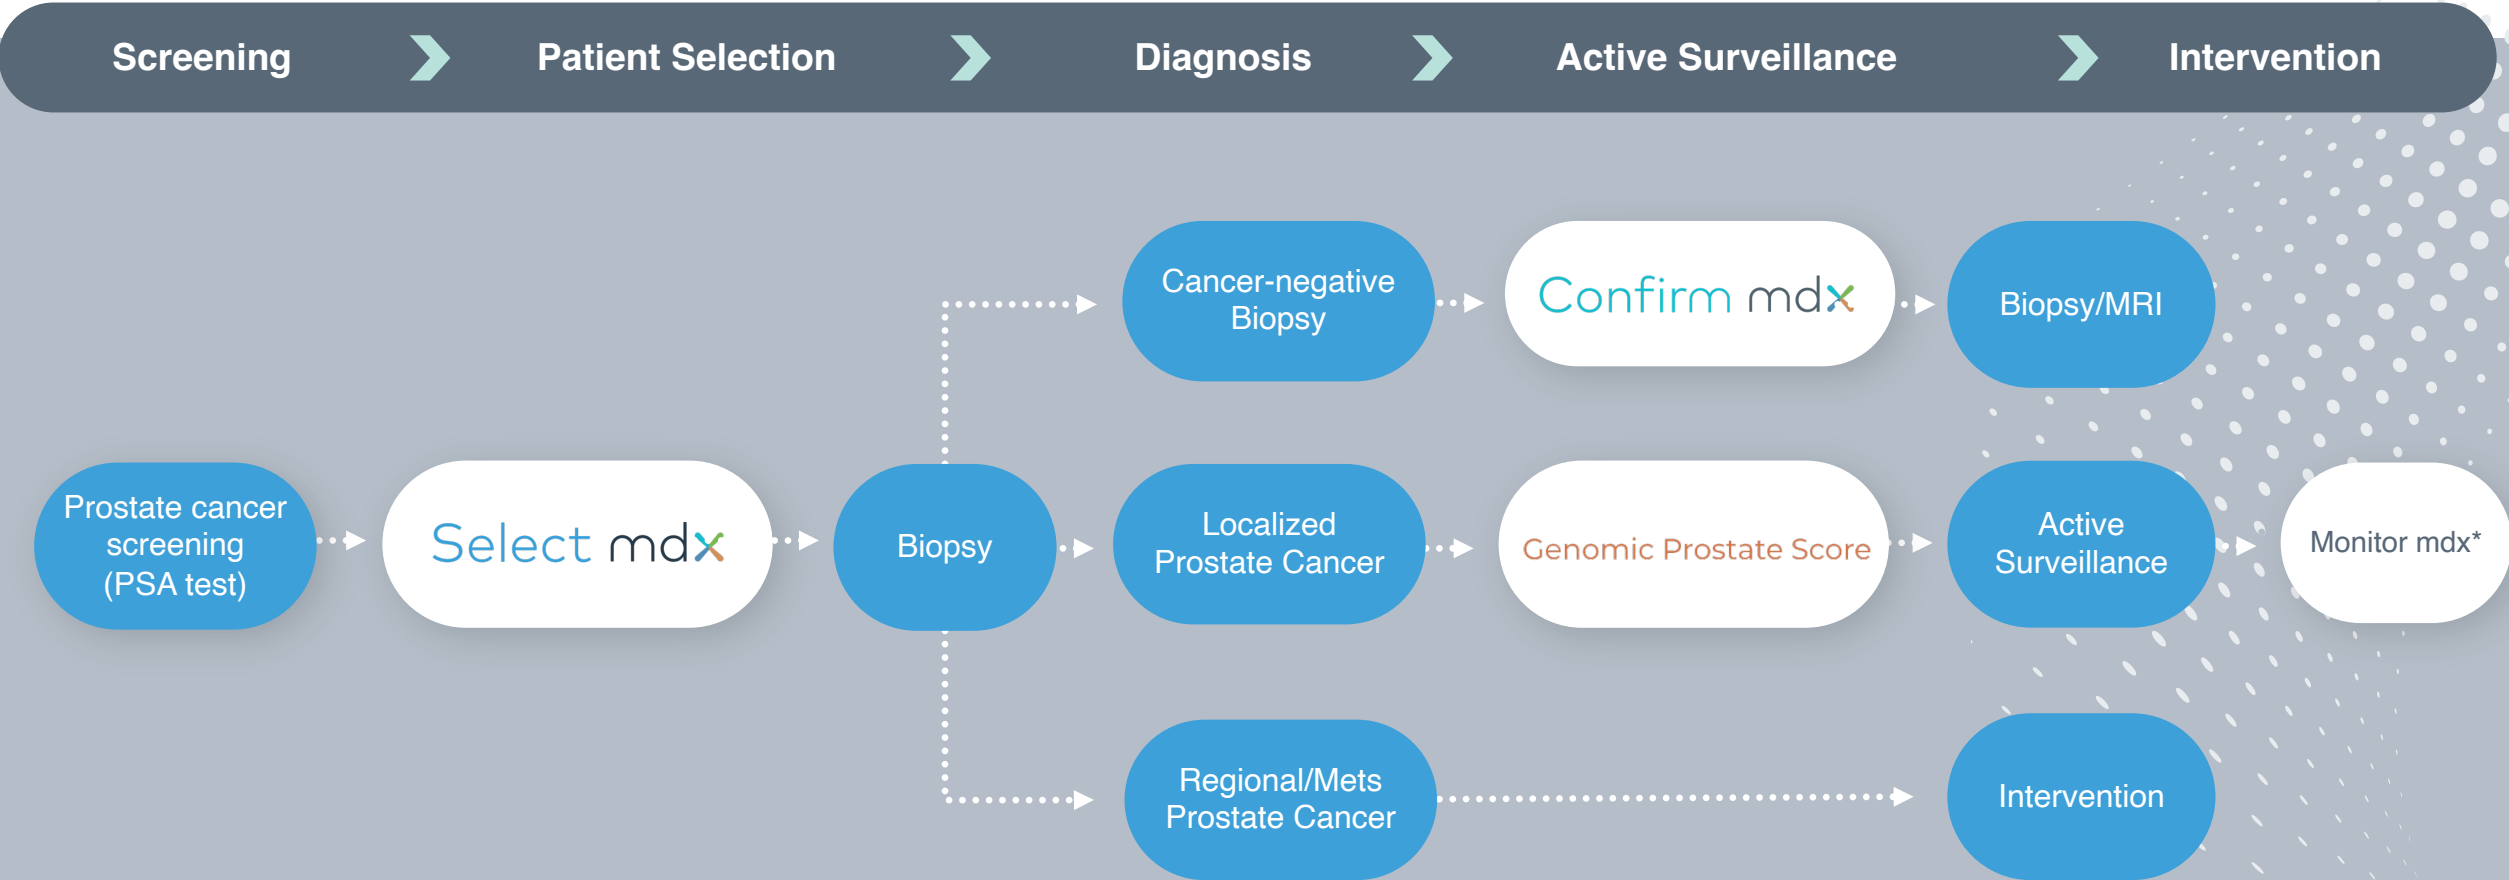 Screening
Patient Selection
Diagnosis
Active Surveillance
Intervention
Cancer-negative
Biopsy
Confirm mdx
Biopsy/MRI
Prostate cancer
screening
(PSA test)
Select mdx
Biopsy
Localized
Prostate Cancer
Genomic Prostate Score
Active
Surveillance
Monitor mdx*
Regional/Mets
Prostate Cancer
Intervention